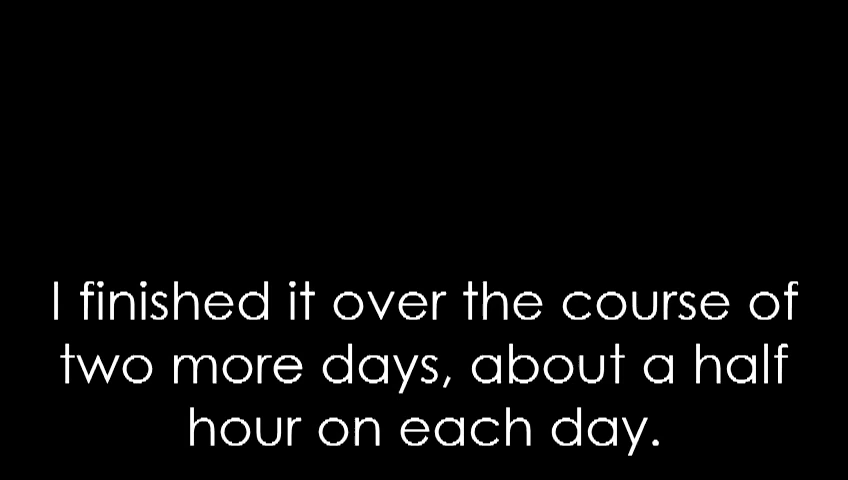 I finished it over the course of
two more days, about a half
hour on each day.